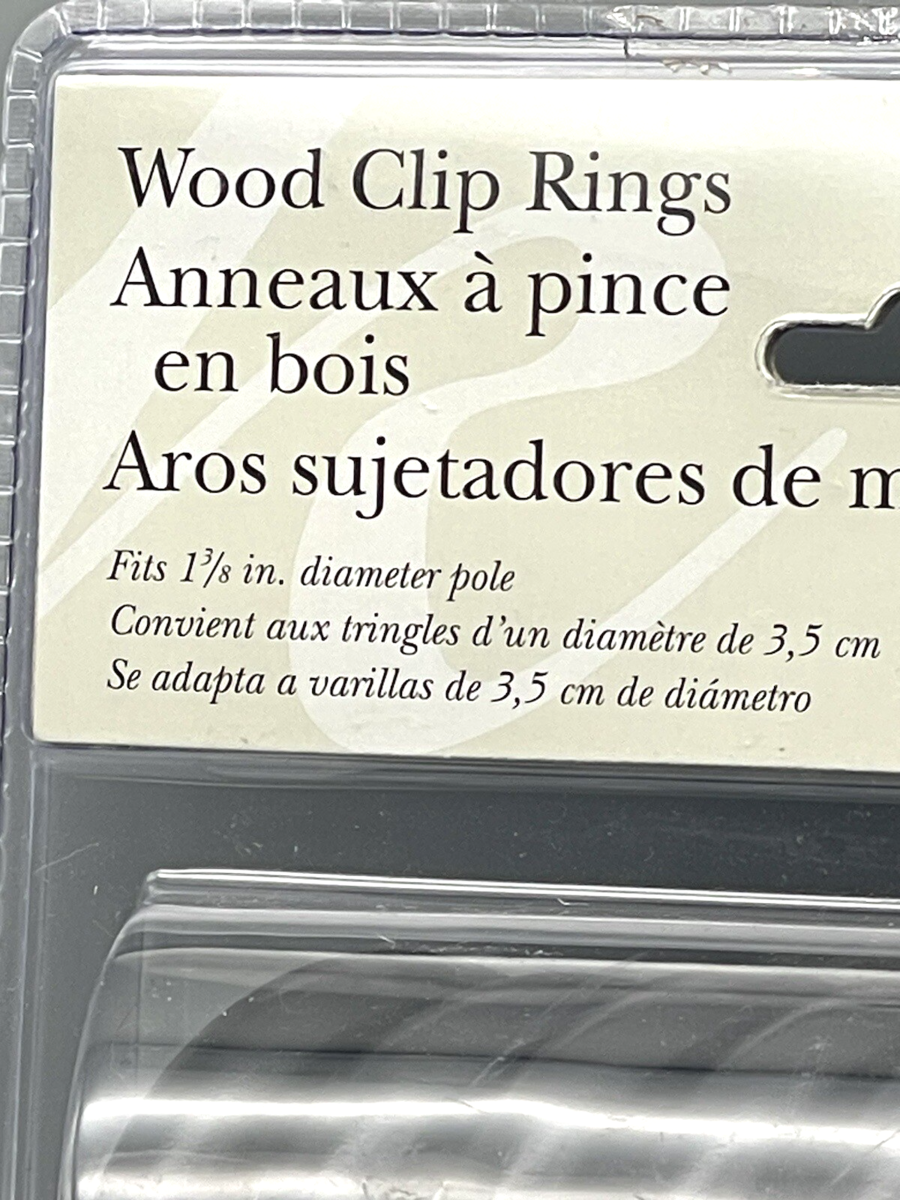 Wood Clip Rings
Anneaux à pince
en bois
Aros sujetadores de m
Fits 1³/₈ in. diameter pole
Convient aux tringles d’un diamètre de 3,5 cm
Se adapta a varillas de 3,5 cm de diámetro